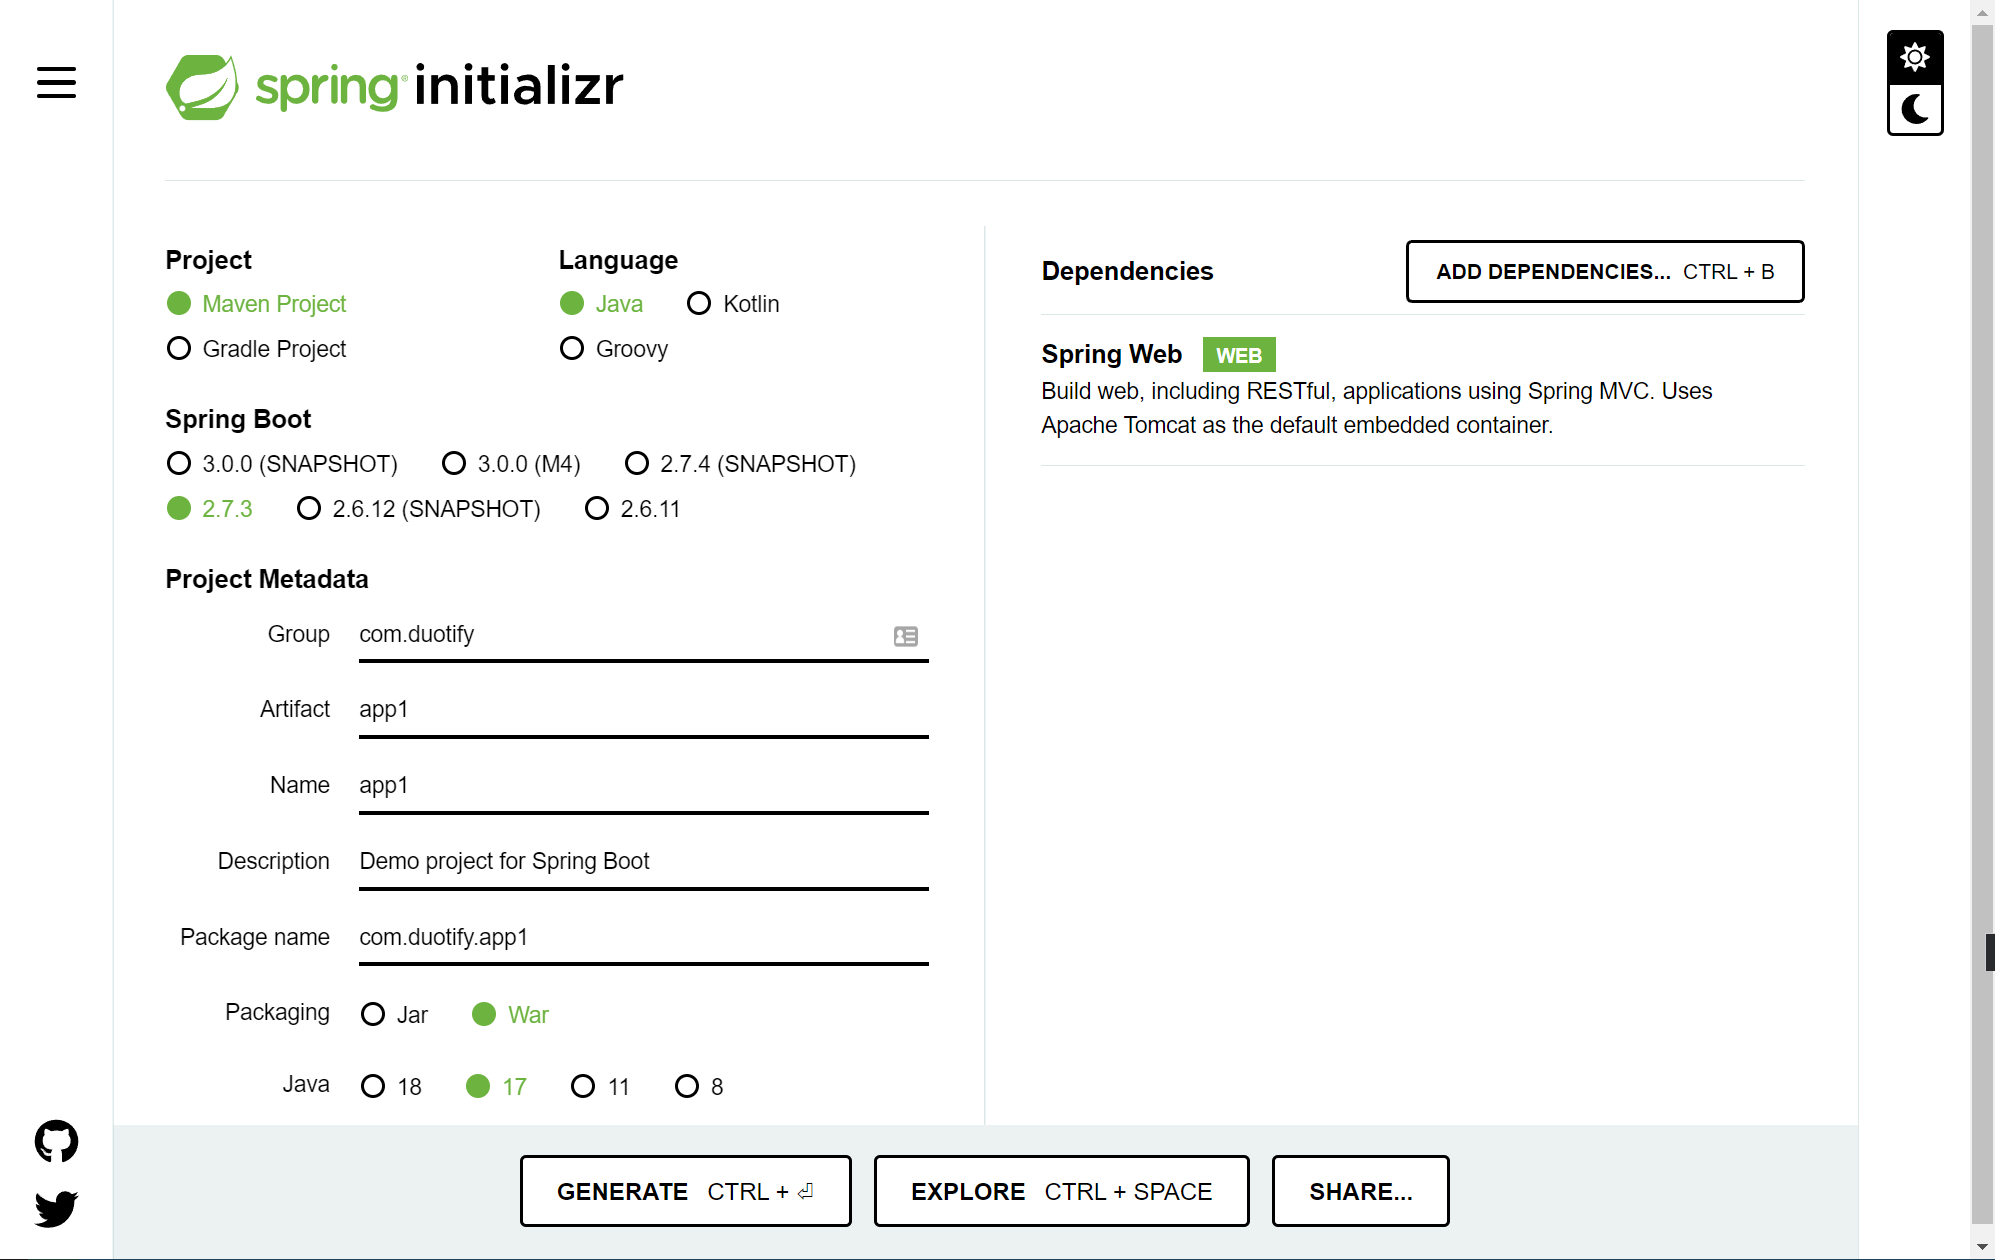 spring initializr
Project
Maven Project
Gradle Project
Language
Java Kotlin
Groovy
Spring Boot
3.0.0 (SNAPSHOT) 3.0.0 (M4) 2.7.4 (SNAPSHOT)
2.7.3 2.6.12 (SNAPSHOT) 2.6.11
Project Metadata
Group com.duotify
Artifact app1
Name app1
Description Demo project for Spring Boot
Package name com.duotify.app1
Packaging Jar War
Java 18 17 11 8
Dependencies ADD DEPENDENCIES... CTRL + B
Spring Web WEB
Build web, including RESTful, applications using Spring MVC. Uses
Apache Tomcat as the default embedded container.
GENERATE CTRL + ⏎ EXPLORE CTRL + SPACE SHARE...